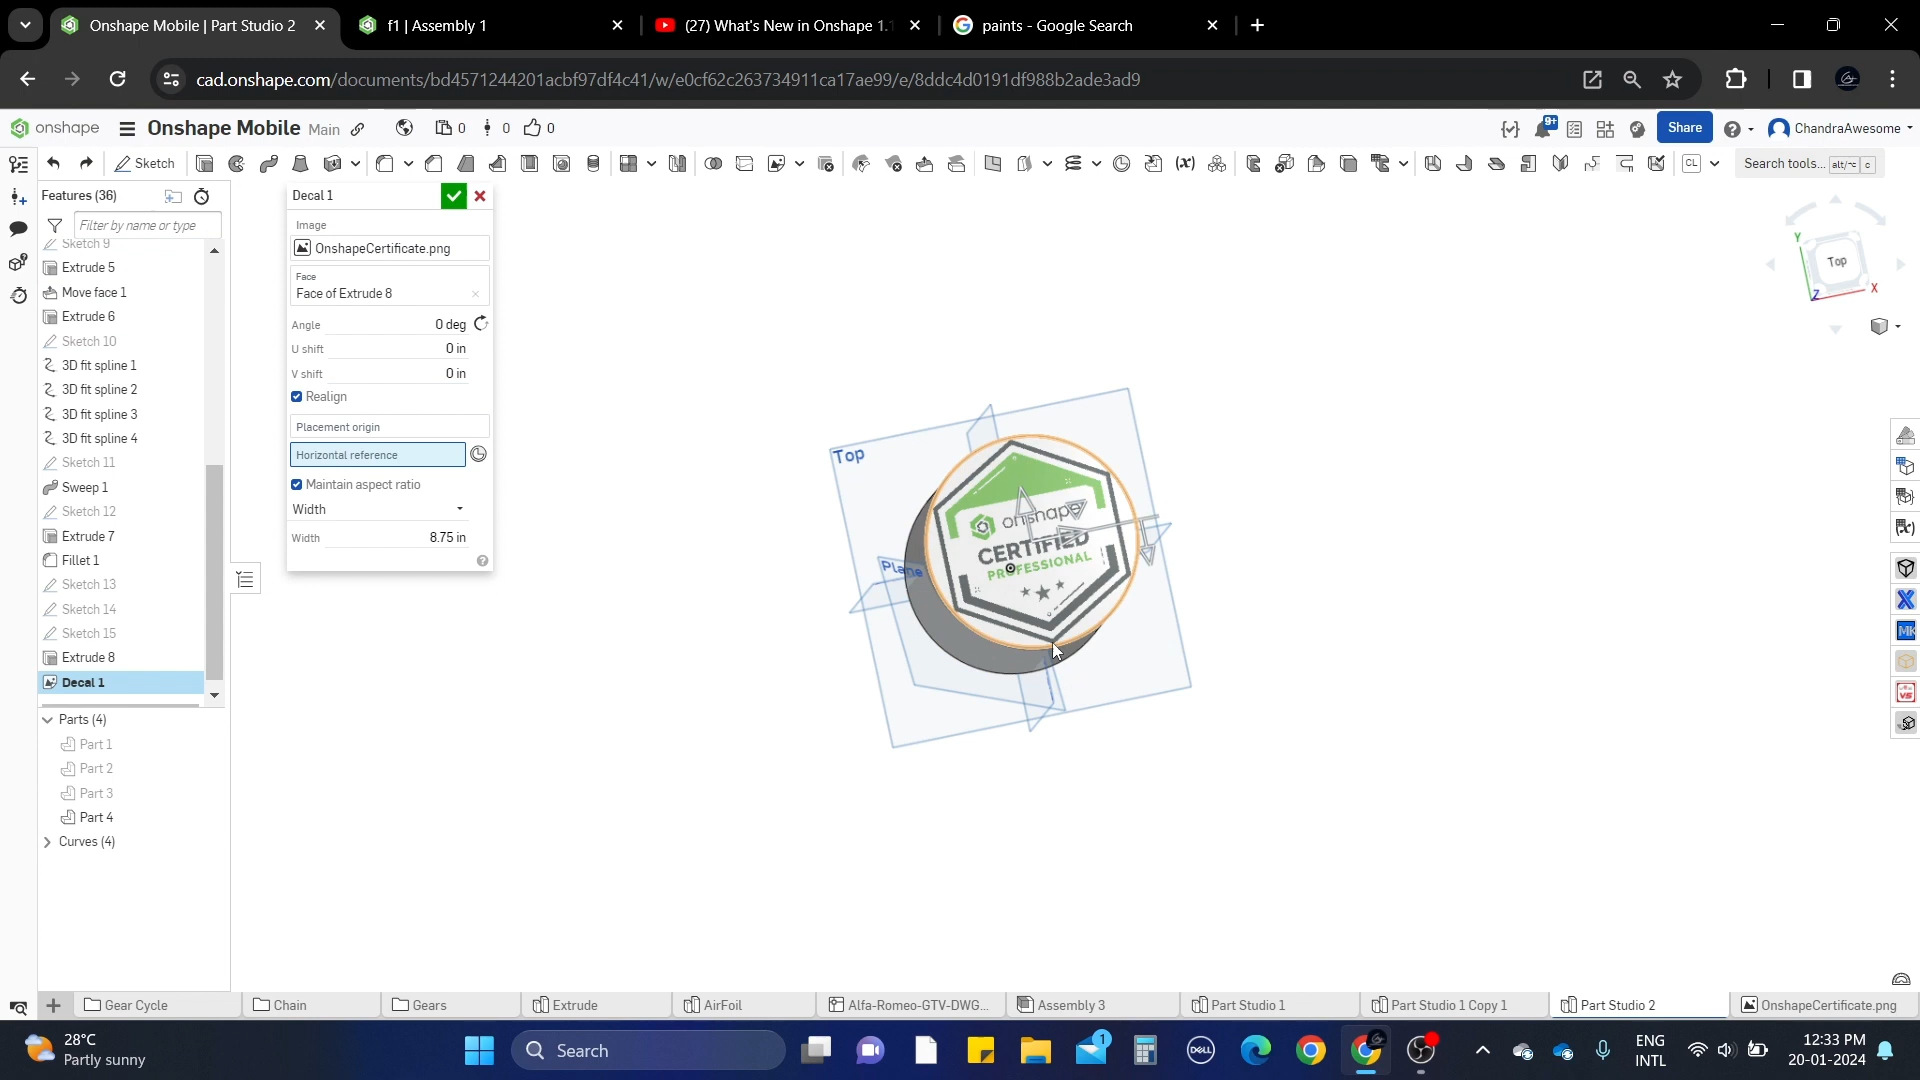 Onshape Mobile | Part Studio 2
f1 | Assembly 1
(27) What's New in Onshape 1.1
paints - Google Search
cad.onshape.com/documents/bd4571244201acbf97df4c41/w/e0cf62c263734911ca17ae99/e/8ddc4d0191df988b2ade3ad9
onshape
Onshape Mobile Main
0
0
0
9+
Share
ChandraAwesome
Sketch
CL
Search tools... alt/⌥ c
Features (36)
Filter by name or type
Sketch 9
Extrude 5
Move face 1
Extrude 6
Sketch 10
3D fit spline 1
3D fit spline 2
3D fit spline 3
3D fit spline 4
Sketch 11
Sweep 1
Sketch 12
Extrude 7
Fillet 1
Sketch 13
Sketch 14
Sketch 15
Extrude 8
Decal 1
Parts (4)
Part 1
Part 2
Part 3
Part 4
Curves (4)
Decal 1
Image
OnshapeCertificate.png
Face
Face of Extrude 8
Angle 0 deg
U shift 0 in
V shift 0 in
Realign
Placement origin
Horizontal reference
Maintain aspect ratio
Width
Width 8.75 in
Top
Plane
onshape
CERTIFIED
PROFESSIONAL
Y
Top
X
Z
(x)
MK
VS
Gear Cycle
Chain
Gears
Extrude
AirFoil
Alfa-Romeo-GTV-DWG...
Assembly 3
Part Studio 1
Part Studio 1 Copy 1
Part Studio 2
OnshapeCertificate.png
28°C
Partly sunny
Search
1
DELL
ENG
INTL
12:33 PM
20-01-2024